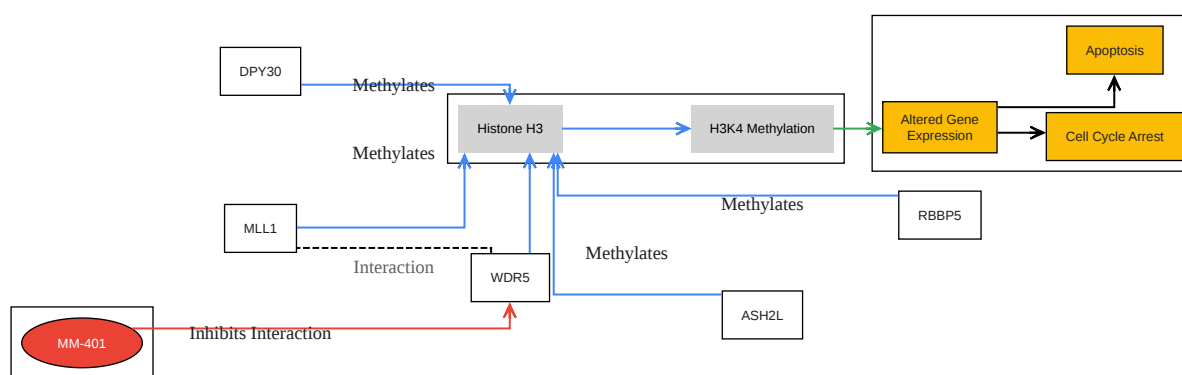 Apoptosis
DPY30
Methylates
Histone H3
H3K4 Methylation
Altered Gene
Expression
Cell Cycle Arrest
Methylates
Methylates
RBBP5
MLL1
Methylates
Interaction
WDR5
ASH2L
Inhibits Interaction
MM-401